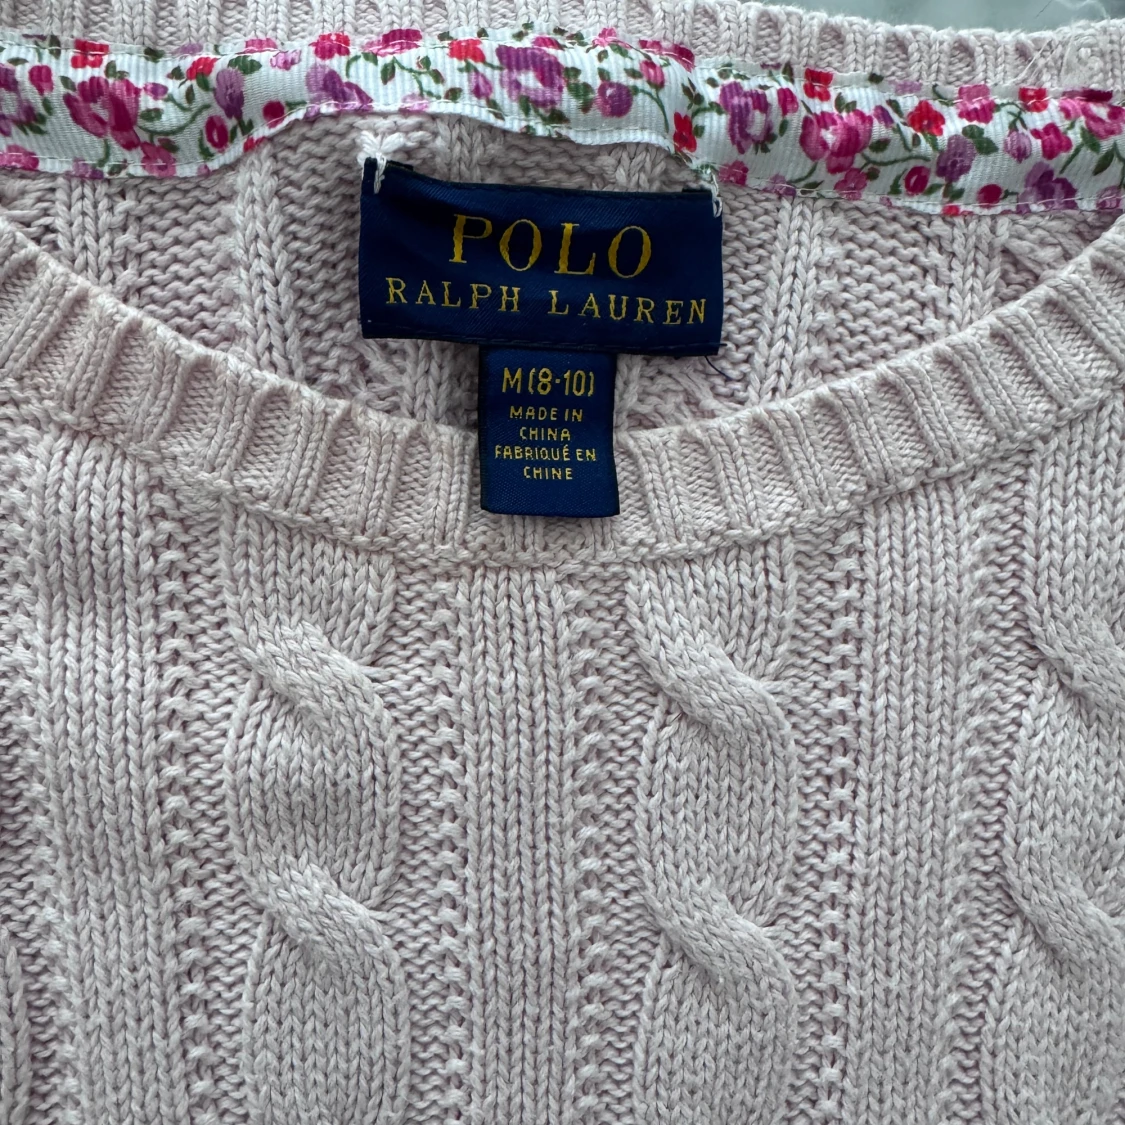 POLO
RALPH LAUREN
M(8-10)
MADE IN
CHINA
FABRIQUÉ EN
CHINE